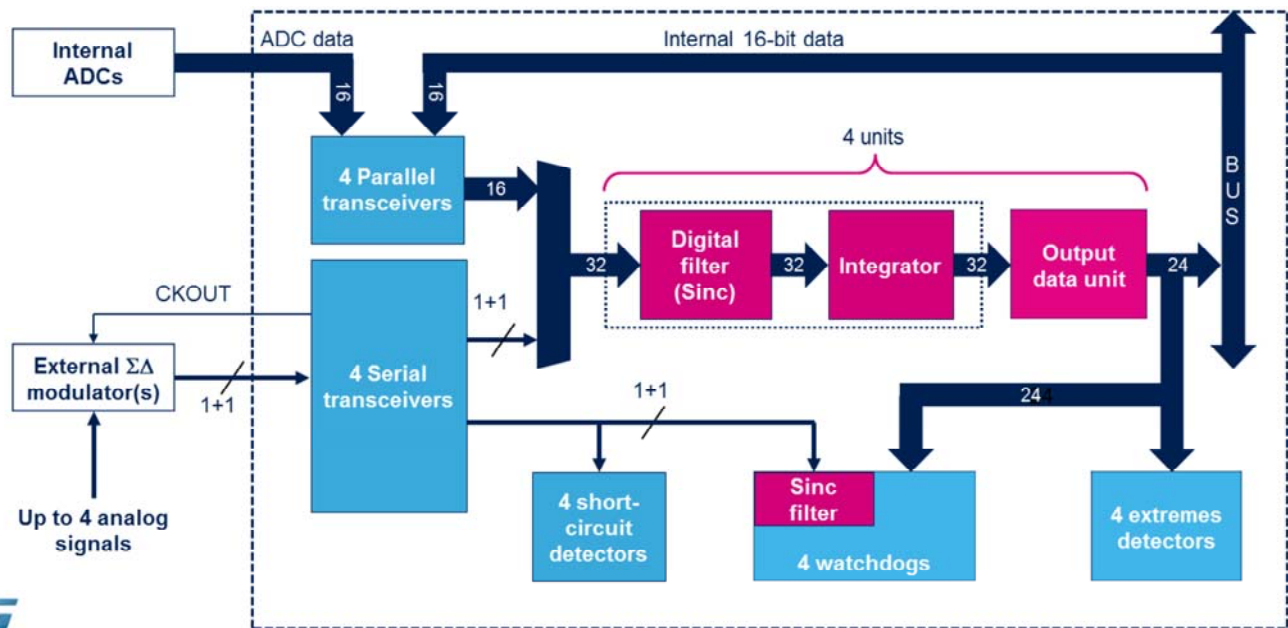 Internal
ADCs
ADC data
Internal 16-bit data
16
16
4 Parallel
transceivers
16
4 units
BUS
32
Digital
filter
(Sinc)
32
Integrator
32
Output
data unit
24
CKOUT
1+1
External ΣΔ
modulator(s)
1+1
4 Serial
transceivers
1+1
24
Up to 4 analog
signals
4 short-
circuit
detectors
Sinc
filter
4 watchdogs
4 extremes
detectors